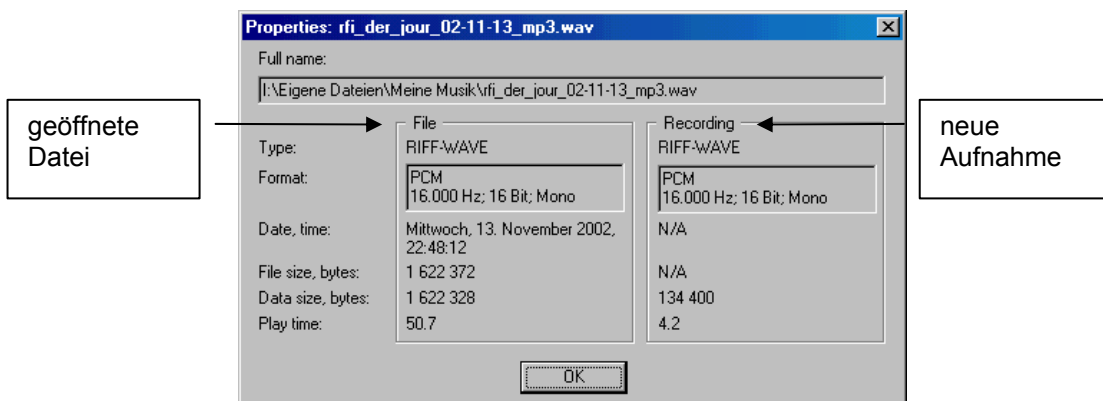 Properties: rfi_der_jour_02-11-13_mp3.wav
Full name:
I:\Eigene Dateien\Meine Musik\rfi_der_jour_02-11-13_mp3.wav
geöffnete
Datei
neue
Aufnahme
File
Recording
Type:
RIFF-WAVE
RIFF-WAVE
Format:
PCM
16.000 Hz; 16 Bit; Mono
PCM
16.000 Hz; 16 Bit; Mono
Date, time:
Mittwoch, 13. November 2002,
22:48:12
N/A
File size, bytes:
1 622 372
N/A
Data size, bytes:
1 622 328
134 400
Play time:
50.7
4.2
OK